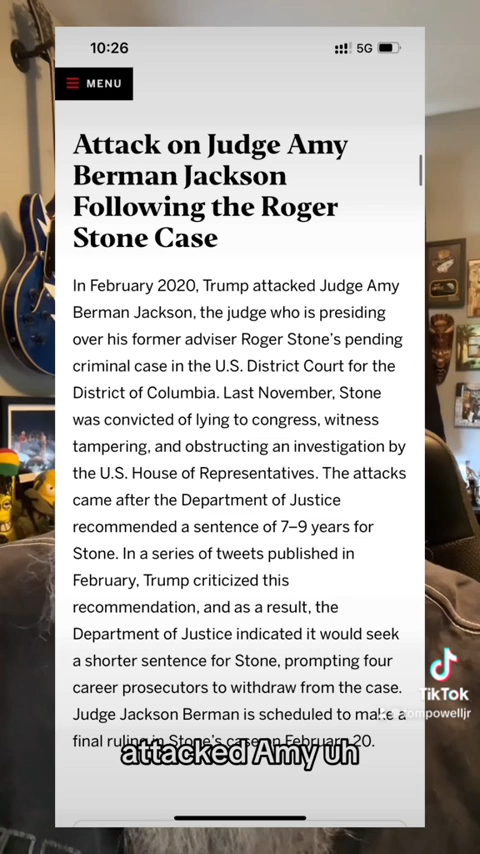 10:26
5G
MENU
Attack on Judge Amy
Berman Jackson
Following the Roger
Stone Case
In February 2020, Trump attacked Judge Amy
Berman Jackson, the judge who is presiding
over his former adviser Roger Stone's pending
criminal case in the U.S. District Court for the
District of Columbia. Last November, Stone
was convicted of lying to congress, witness
tampering, and obstructing an investigation by
the U.S. House of Representatives. The attacks
came after the Department of Justice
recommended a sentence of 7–9 years for
Stone. In a series of tweets published in
February, Trump criticized this
recommendation, and as a result, the
Department of Justice indicated it would seek
a shorter sentence for Stone, prompting four
career prosecutors to withdraw from the case.
Judge Jackson Berman is scheduled to make a
final ruling in Stone's case on February 20.
attacked Amy uh
TikTok
tompowelljr